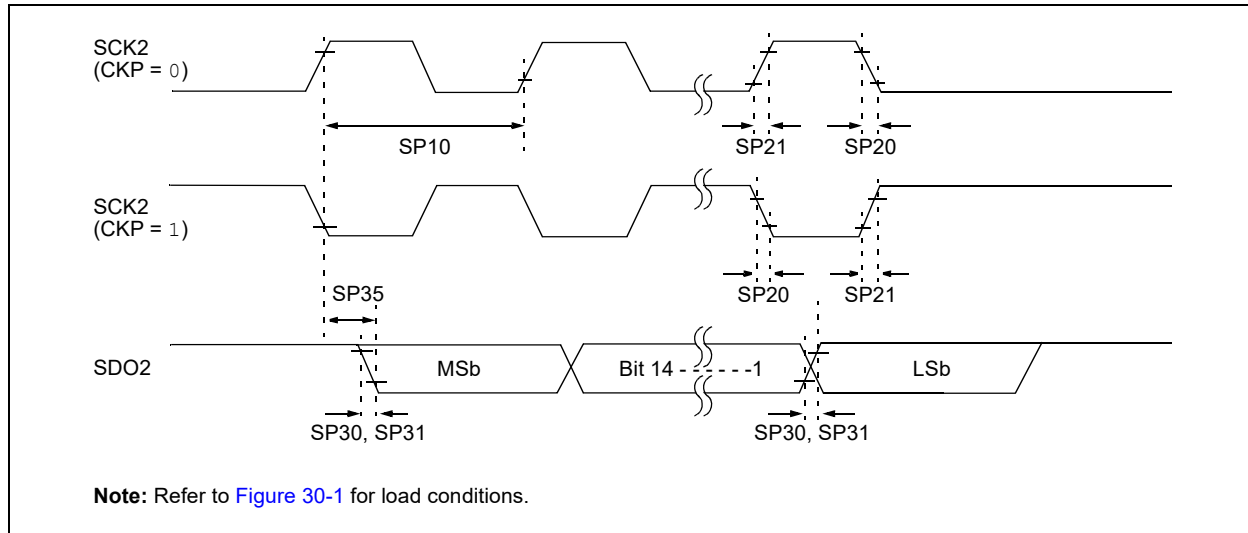 SCK2
(CKP = 0)
SP10
SP21
SP20
SCK2
(CKP = 1)
SP35
SP20
SP21
SDO2
MSb
Bit 14 - - - - - -1
LSb
SP30, SP31
SP30, SP31
Note: Refer to Figure 30-1 for load conditions.